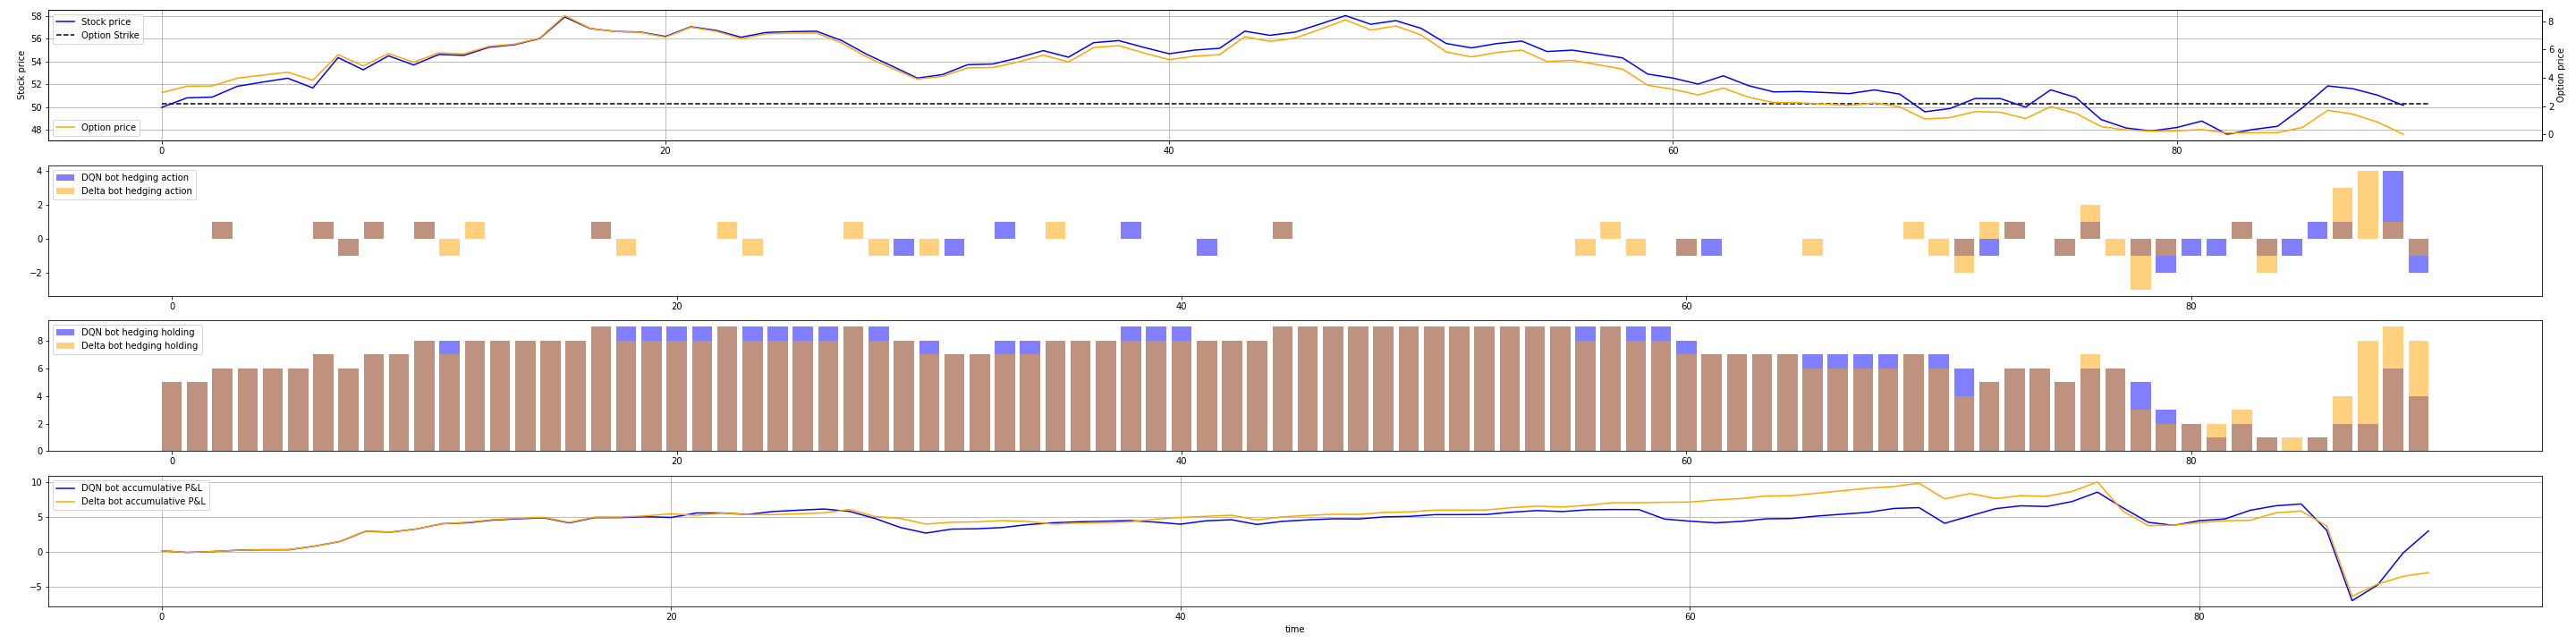 Stock price
Option Strike
Option price
58
56
54
52
50
48
8
6
4
2
0
Stock price
Option price
0 20 40 60 80
DQN bot hedging action
Delta bot hedging action
4
2
0
−2
0 20 40 60 80
DQN bot hedging holding
Delta bot hedging holding
8
6
4
2
0
0 20 40 60 80
DQN bot accumulative P&L
Delta bot accumulative P&L
10
5
0
−5
0 20 40 60 80
time